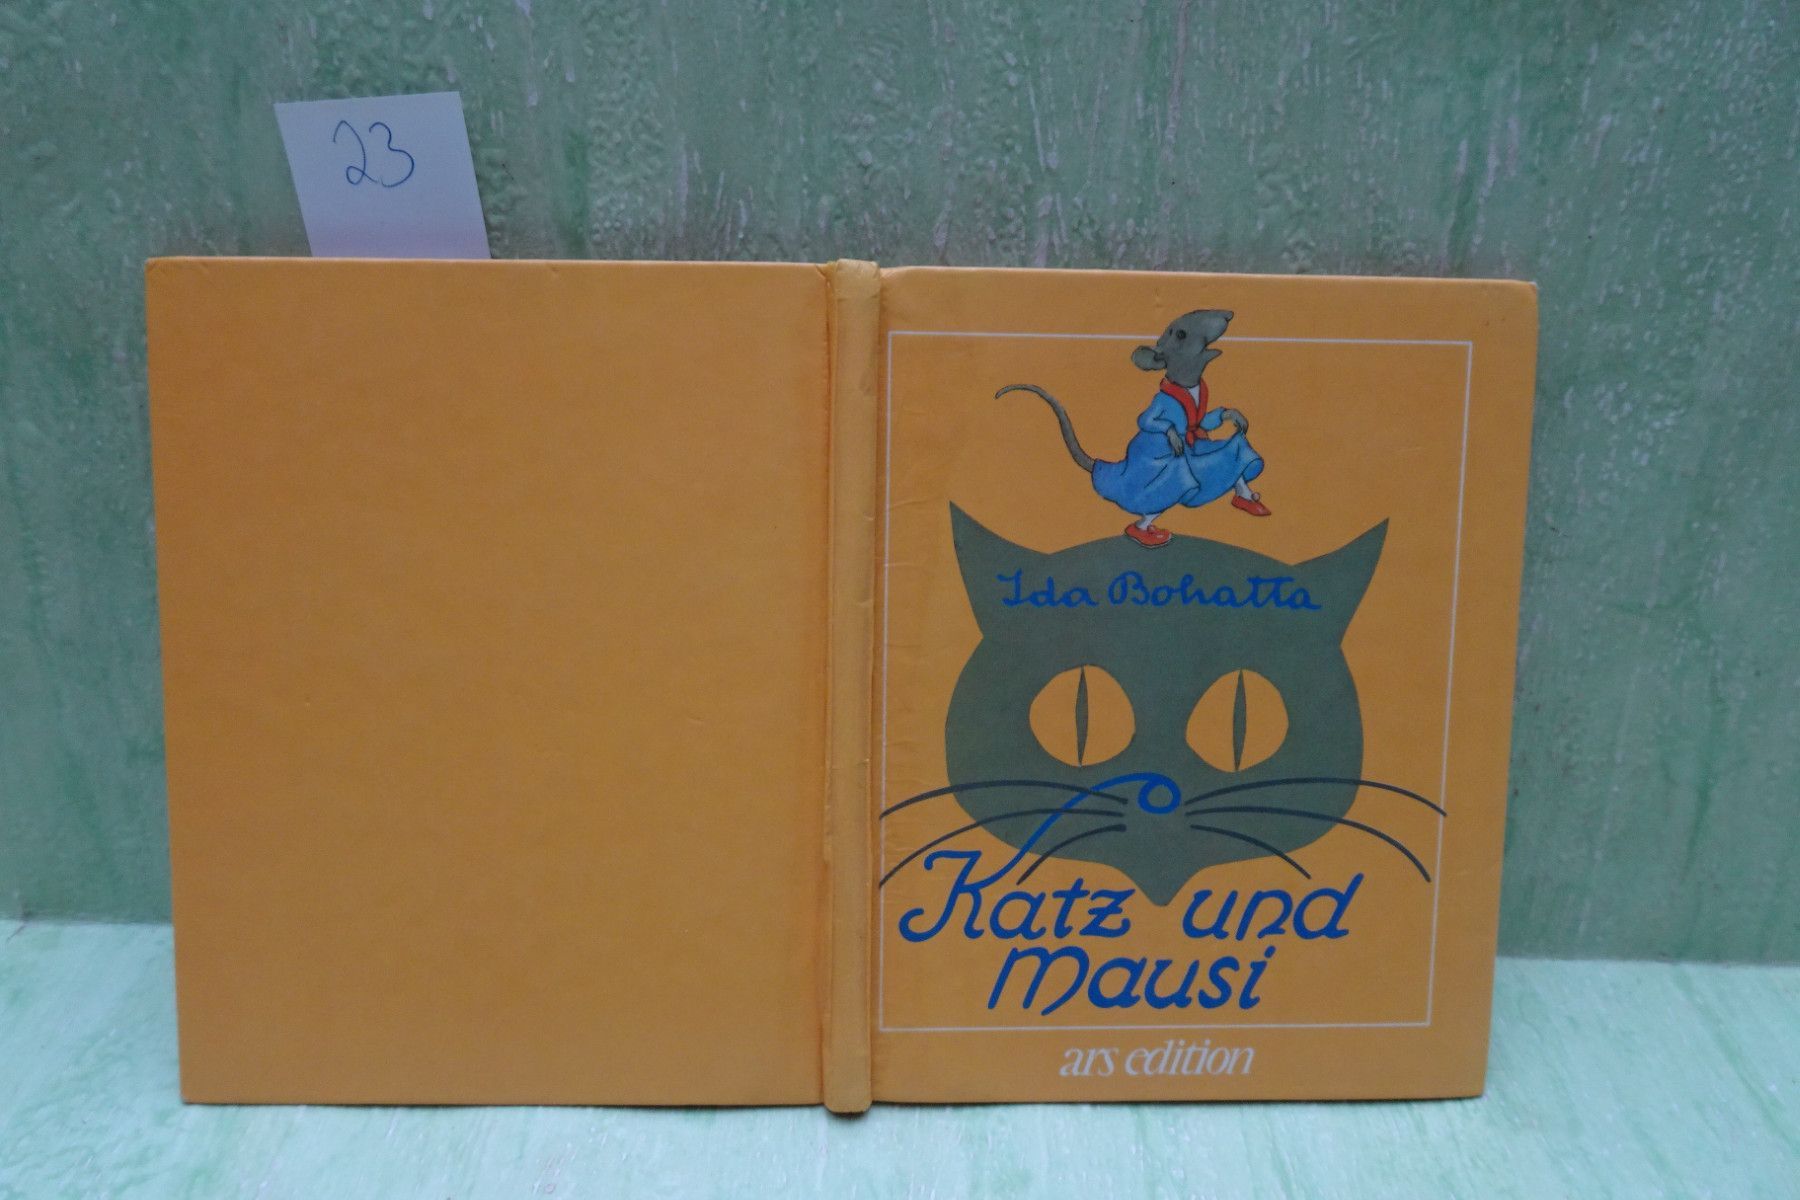 23
Ida Bohatta
Katz und
Mausi
ars edition